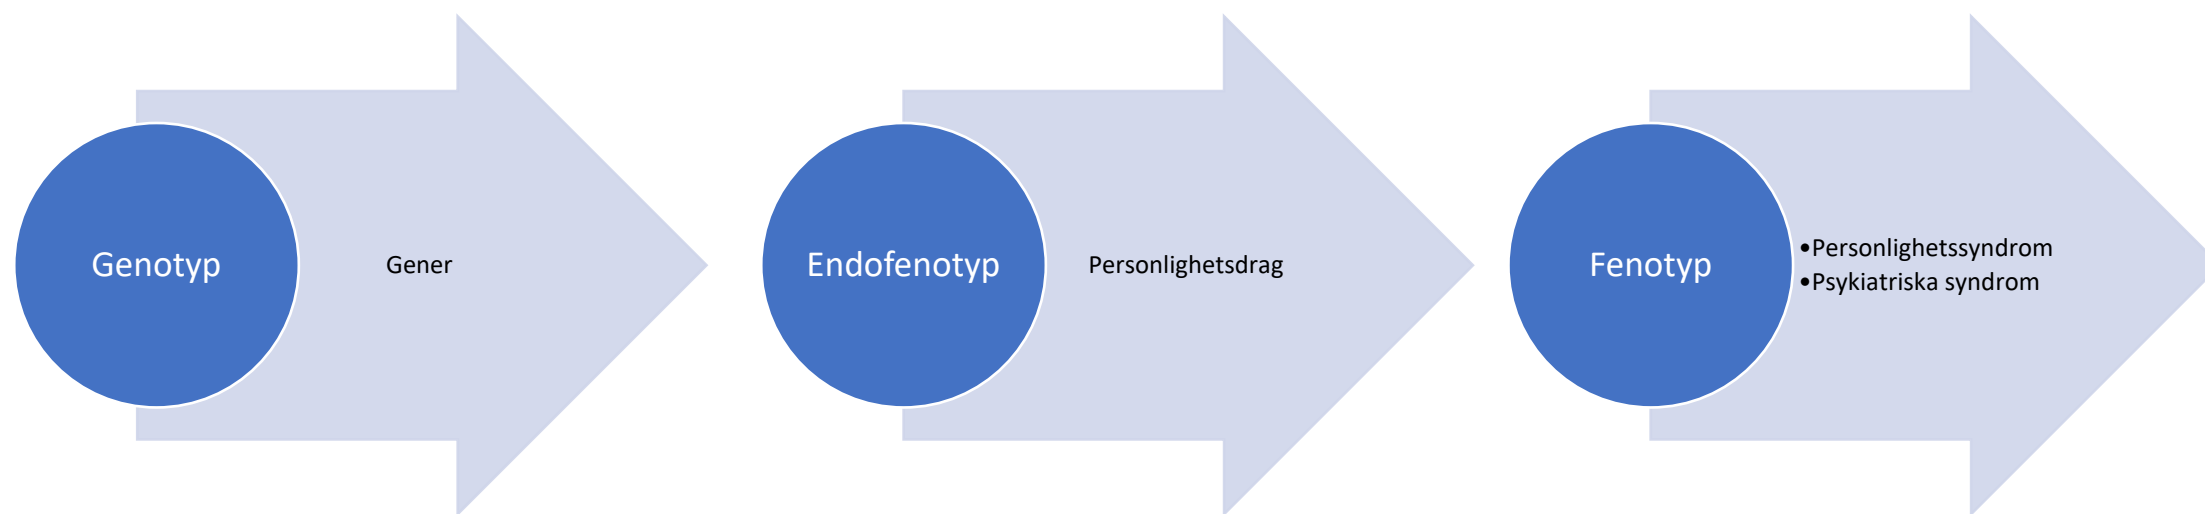 Genotyp
Gener
Endofenotyp
Personlighetsdrag
Fenotyp
•Personlighetssyndrom
•Psykiatriska syndrom